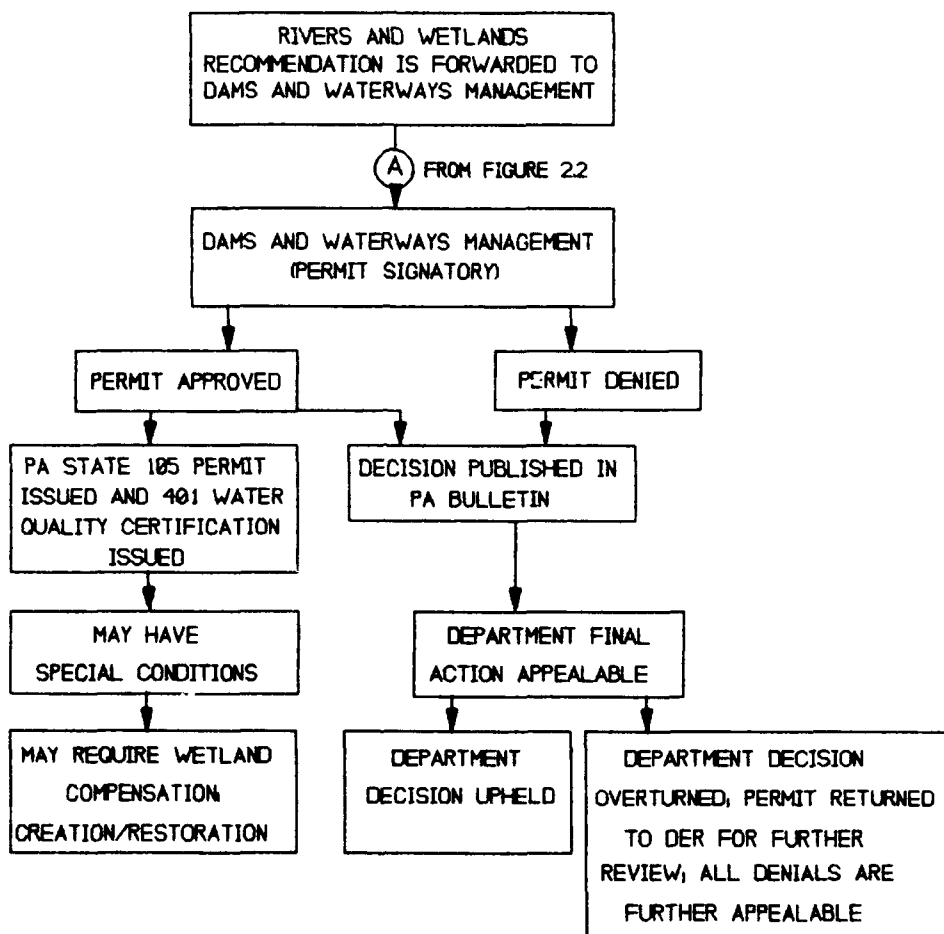 RIVERS AND WETLANDS
RECOMMENDATION IS FORWARDED TO
DAMS AND WATERWAYS MANAGEMENT
A FROM FIGURE 2.2
DAMS AND WATERWAYS MANAGEMENT
(PERMIT SIGNATORY)
PERMIT APPROVED
PERMIT DENIED
PA STATE 105 PERMIT
ISSUED AND 401 WATER
QUALITY CERTIFICATION
ISSUED
DECISION PUBLISHED IN
PA BULLETIN
MAY HAVE
SPECIAL CONDITIONS
DEPARTMENT FINAL
ACTION APPEALABLE
MAY REQUIRE WETLAND
COMPENSATION;
CREATION/RESTORATION
DEPARTMENT
DECISION UPHELD
DEPARTMENT DECISION
OVERTURNED; PERMIT RETURNED
TO DER FOR FURTHER
REVIEW; ALL DENIALS ARE
FURTHER APPEALABLE